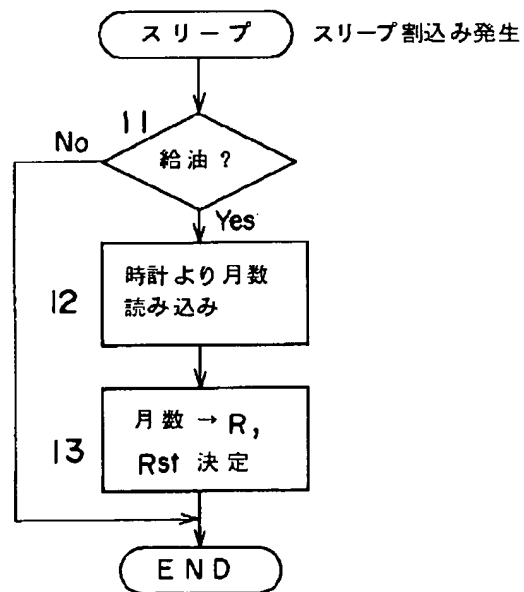 スリープ スリープ割込み発生
11
No
給油?
Yes
12
時計より月数
読み込み
13
月数 → R,
Rst 決定
END